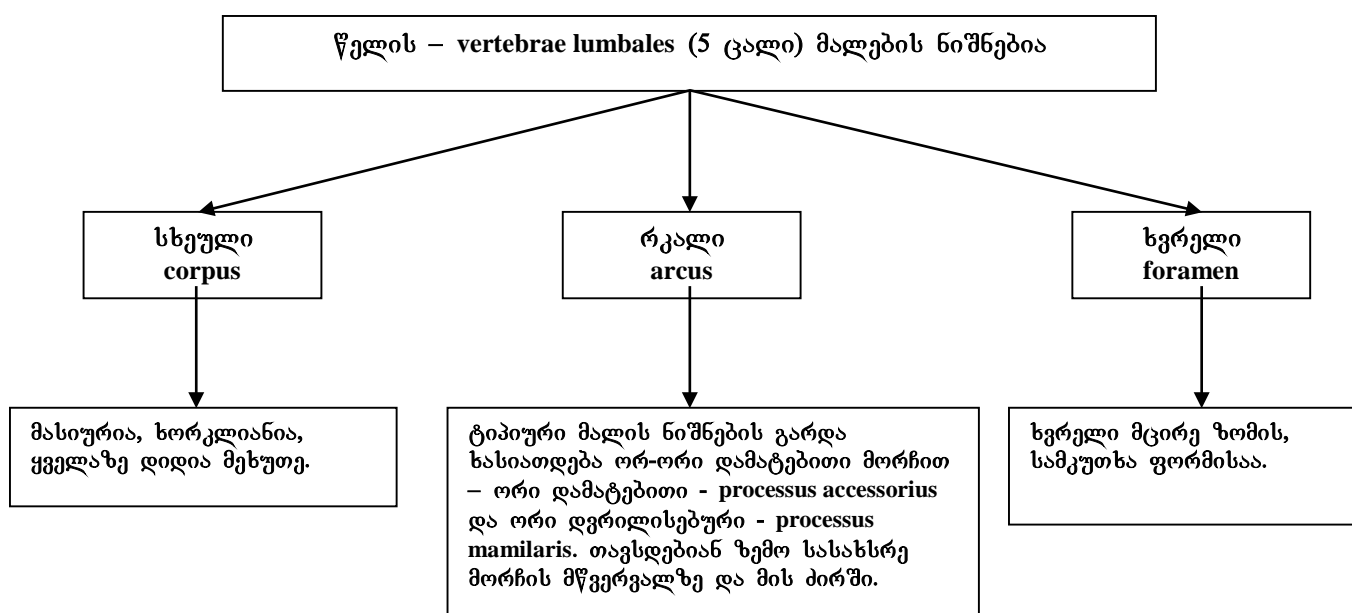 წელის – vertebrae lumbales (5 ცალი) მალების ნიშნებია
სხეული
corpus
რკალი
arcus
ხვრელი
foramen
მასიურია, ხორკლიანია,
ყველაზე დიდია მეხუთე.
ტიპიური მალის ნიშნების გარდა
ხასიათდება ორ-ორი დამატებითი მორჩით
– ორი დამატებითი - processus accessorius
და ორი დვრილისებური - processus
mamilaris. თავსდებიან ზემო სასახსრე
მორჩის მწვერვალზე და მის ძირში.
ხვრელი მცირე ზომის,
სამკუთხა ფორმისაა.